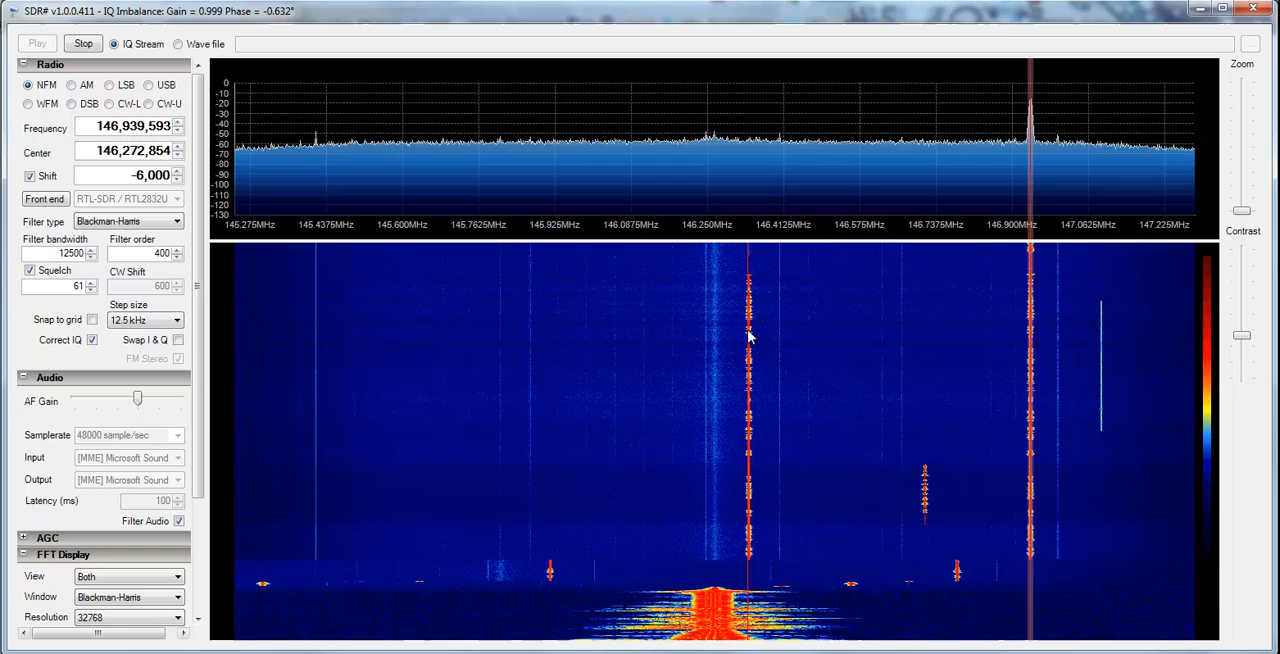 SDR# v1.0.0.411 - IQ Imbalance: Gain = 0.999 Phase = -0.632°
Play Stop IQ Stream Wave file ...
Radio
NFM AM LSB USB
WFM DSB CW-L CW-U
Frequency 146,939,593
Center 146,272,854
Shift -6,000
Front end RTL-SDR / RTL2832U
Filter type Blackman-Harris
Filter bandwidth Filter order
12500 400
Squelch CW Shift
61 600
Step size
Snap to grid 12.5 kHz
Correct IQ Swap I & Q
FM Stereo
Audio
AF Gain
Samplerate 48000 sample/sec
Input [MME] Microsoft Sound
Output [MME] Microsoft Sound
Latency (ms) 100
Filter Audio
AGC
FFT Display
View Both
Window Blackman-Harris
Resolution 32768
0
-10
-20
-30
-40
-50
-60
-70
-80
-90
-100
-110
-120
-130
145.275MHz 145.4375MHz 145.600MHz 145.7625MHz 145.925MHz 146.0875MHz 146.250MHz 146.4125MHz 146.575MHz 146.7375MHz 146.900MHz 147.0625MHz 147.225MHz
Zoom
Contrast